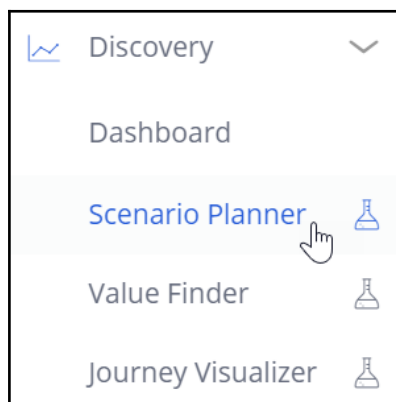 Discovery
Dashboard
Scenario Planner
Value Finder
Journey Visualizer